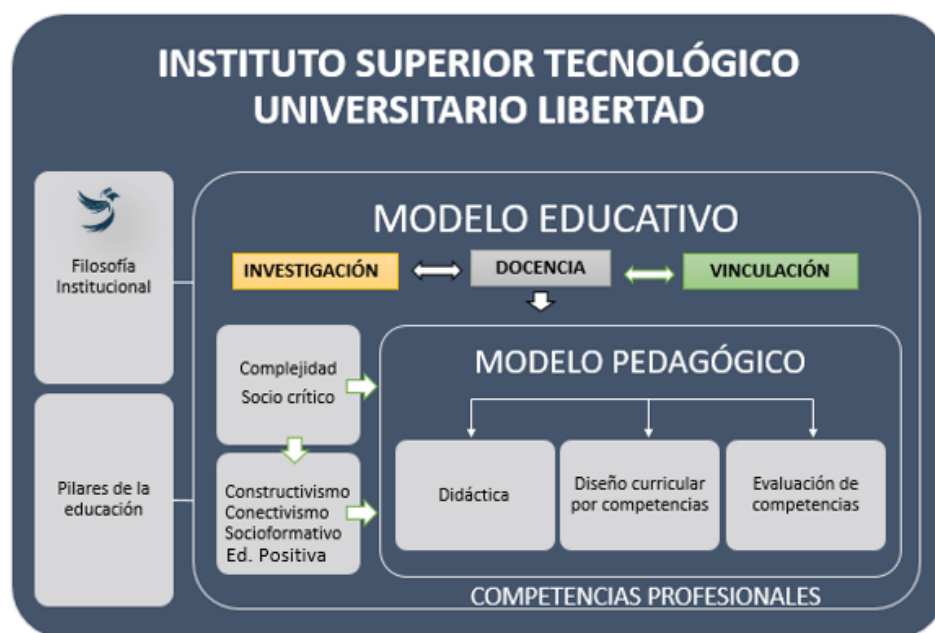 INSTITUTO SUPERIOR TECNOLÓGICO
UNIVERSITARIO LIBERTAD
Filosofía
Institucional
Pilares de la
educación
MODELO EDUCATIVO
INVESTIGACIÓN
DOCENCIA
VINCULACIÓN
Complejidad
Socio crítico
Constructivismo
Conectivismo
Socioformativo
Ed. Positiva
MODELO PEDAGÓGICO
Didáctica
Diseño curricular
por competencias
Evaluación de
competencias
COMPETENCIAS PROFESIONALES